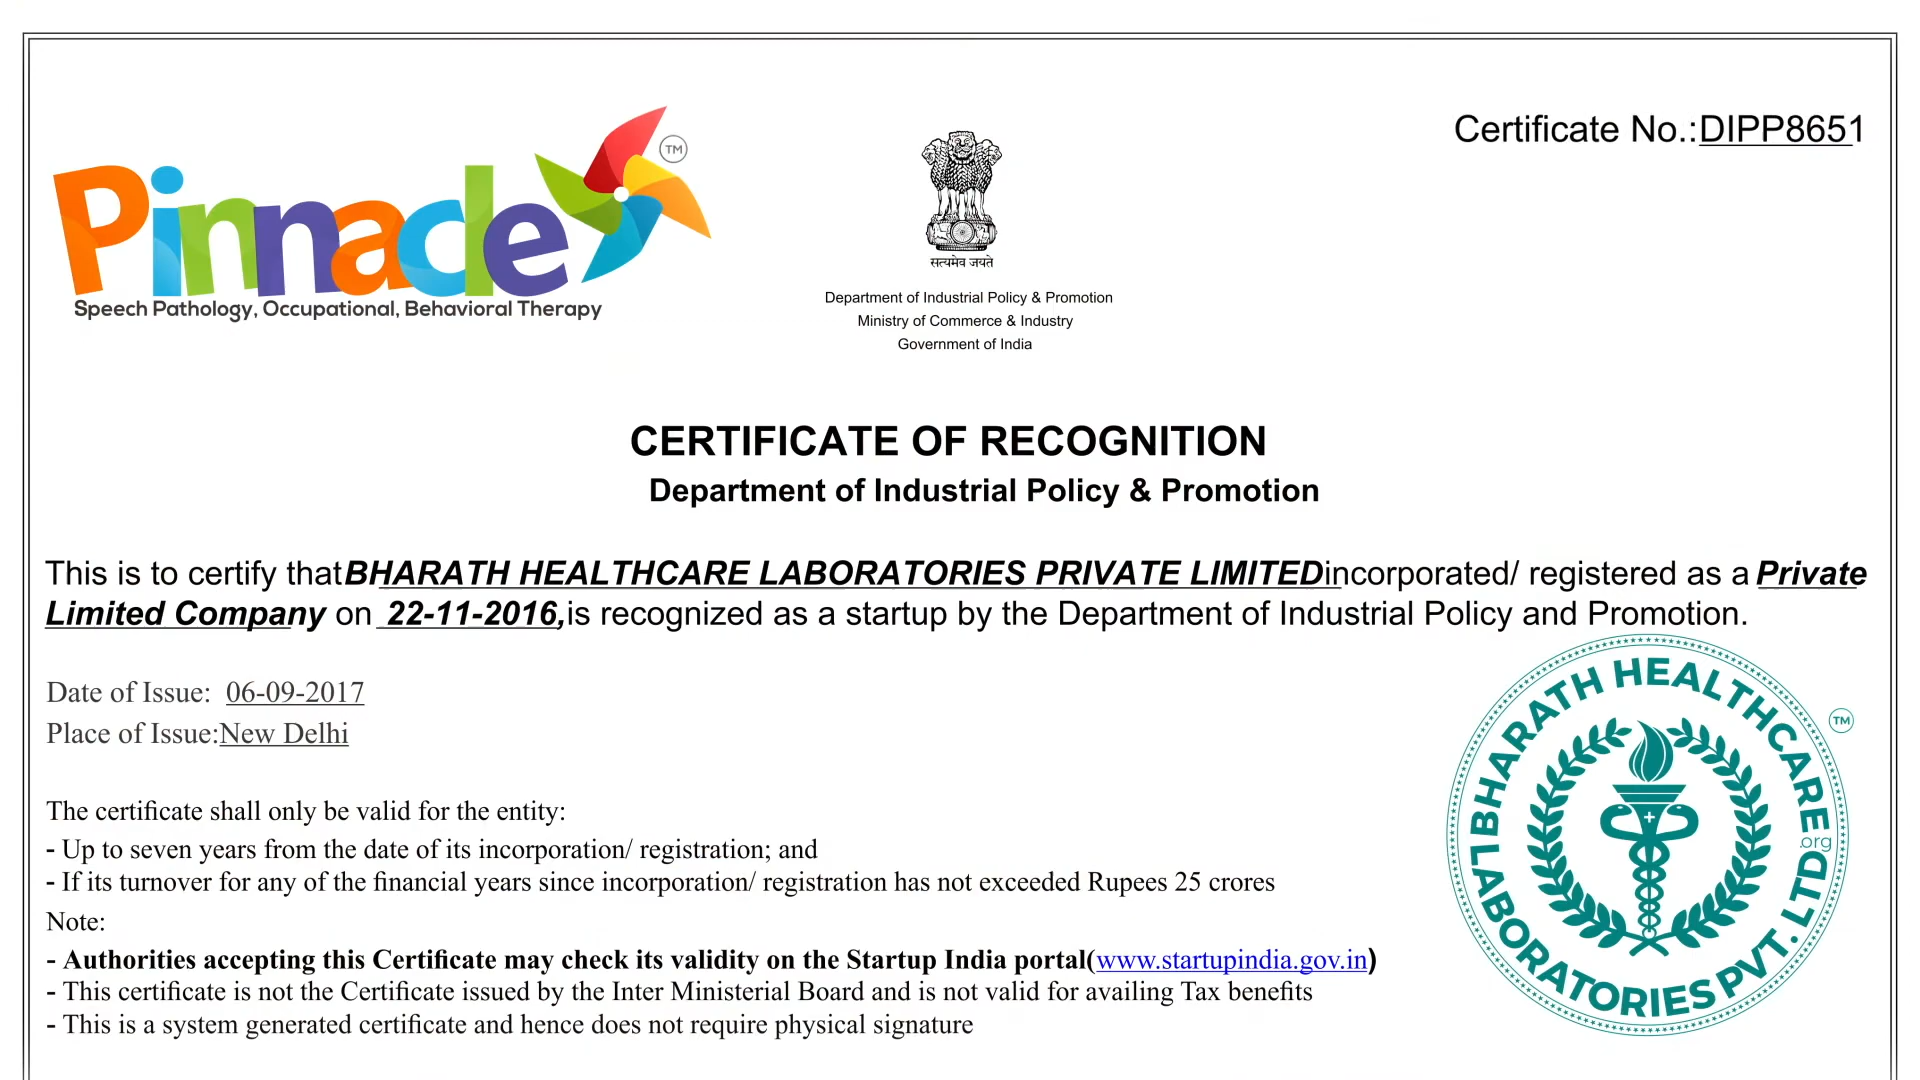 Certificate No.:DIPP8651
Pinnacle
TM
Speech Pathology, Occupational, Behavioral Therapy
सत्यमेव जयते
Department of Industrial Policy & Promotion
Ministry of Commerce & Industry
Government of India
CERTIFICATE OF RECOGNITION
Department of Industrial Policy & Promotion
This is to certify that BHARATH HEALTHCARE LABORATORIES PRIVATE LIMITED incorporated/ registered as a Private
Limited Company on 22-11-2016, is recognized as a startup by the Department of Industrial Policy and Promotion.
Date of Issue: 06-09-2017
Place of Issue:New Delhi
The certificate shall only be valid for the entity:
- Up to seven years from the date of its incorporation/ registration; and
- If its turnover for any of the financial years since incorporation/ registration has not exceeded Rupees 25 crores
Note:
- Authorities accepting this Certificate may check its validity on the Startup India portal(www.startupindia.gov.in)
- This certificate is not the Certificate issued by the Inter Ministerial Board and is not valid for availing Tax benefits
- This is a system generated certificate and hence does not require physical signature
BHARATH HEALTHCARE
.org
LABORATORIES PVT. LTD
TM